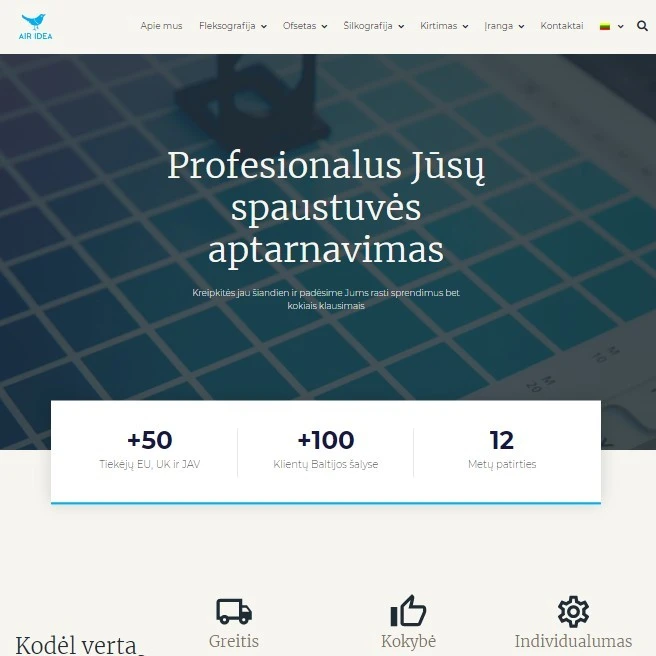 AIR IDEA
Apie mus Fleksografija Ofsetas Šilkografija Kirtimas Įranga Kontaktai
Profesionalus Jūsų
spaustuvės
aptarnavimas
Kreipkitės jau šiandien ir padėsime Jums rasti sprendimus bet
kokiais klausimais
+50 +100 12
Tiekėjų EU, UK ir JAV Klientų Baltijos šalyse Metų patirties
Kodėl verta
Greitis Kokybė Individualumas